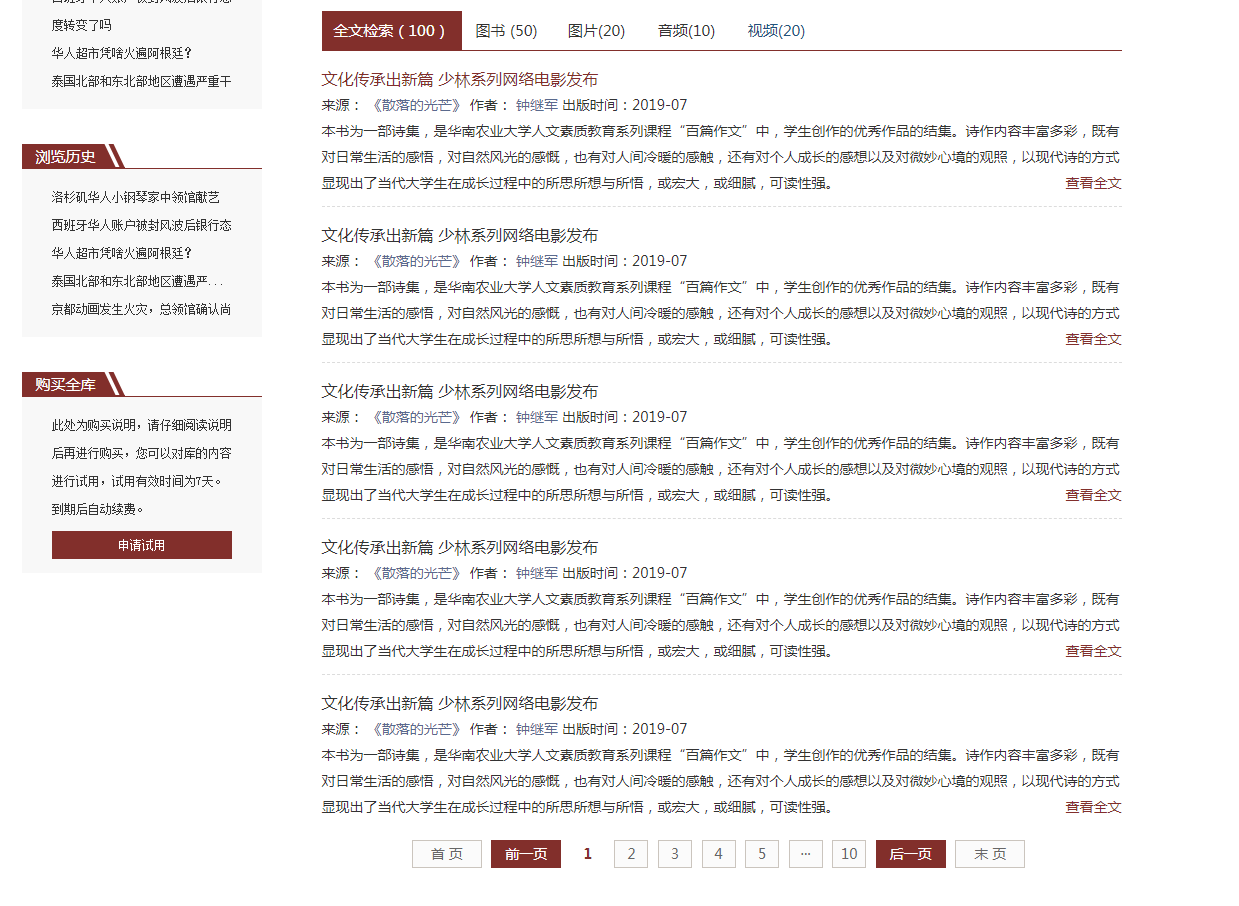 度转变了吗
华人超市凭啥火遍阿根廷?
泰国北部和东北部地区遭遇严重干
浏览历史
洛杉矶华人小钢琴家中领馆献艺
西班牙华人账户被封风波后银行态
华人超市凭啥火遍阿根廷?
泰国北部和东北部地区遭遇严...
京都动画发生火灾，总领馆确认尚
购买全库
此处为购买说明，请仔细阅读说明
后再进行购买，您可以对库的内容
进行试用，试用有效时间为7天。
到期后自动续费。
申请试用
全文检索（100） 图书 (50) 图片(20) 音频(10) 视频(20)
文化传承出新篇 少林系列网络电影发布
来源： 《散落的光芒》 作者： 钟继军 出版时间：2019-07
本书为一部诗集，是华南农业大学人文素质教育系列课程“百篇作文”中，学生创作的优秀作品的结集。诗作内容丰富多彩，既有
对日常生活的感悟，对自然风光的感慨，也有对人间冷暖的感触，还有对个人成长的感想以及对微妙心境的观照，以现代诗的方式
显现出了当代大学生在成长过程中的所思所想与所悟，或宏大，或细腻，可读性强。 查看全文
文化传承出新篇 少林系列网络电影发布
来源： 《散落的光芒》 作者： 钟继军 出版时间：2019-07
本书为一部诗集，是华南农业大学人文素质教育系列课程“百篇作文”中，学生创作的优秀作品的结集。诗作内容丰富多彩，既有
对日常生活的感悟，对自然风光的感慨，也有对人间冷暖的感触，还有对个人成长的感想以及对微妙心境的观照，以现代诗的方式
显现出了当代大学生在成长过程中的所思所想与所悟，或宏大，或细腻，可读性强。 查看全文
文化传承出新篇 少林系列网络电影发布
来源： 《散落的光芒》 作者： 钟继军 出版时间：2019-07
本书为一部诗集，是华南农业大学人文素质教育系列课程“百篇作文”中，学生创作的优秀作品的结集。诗作内容丰富多彩，既有
对日常生活的感悟，对自然风光的感慨，也有对人间冷暖的感触，还有对个人成长的感想以及对微妙心境的观照，以现代诗的方式
显现出了当代大学生在成长过程中的所思所想与所悟，或宏大，或细腻，可读性强。 查看全文
文化传承出新篇 少林系列网络电影发布
来源： 《散落的光芒》 作者： 钟继军 出版时间：2019-07
本书为一部诗集，是华南农业大学人文素质教育系列课程“百篇作文”中，学生创作的优秀作品的结集。诗作内容丰富多彩，既有
对日常生活的感悟，对自然风光的感慨，也有对人间冷暖的感触，还有对个人成长的感想以及对微妙心境的观照，以现代诗的方式
显现出了当代大学生在成长过程中的所思所想与所悟，或宏大，或细腻，可读性强。 查看全文
文化传承出新篇 少林系列网络电影发布
来源： 《散落的光芒》 作者： 钟继军 出版时间：2019-07
本书为一部诗集，是华南农业大学人文素质教育系列课程“百篇作文”中，学生创作的优秀作品的结集。诗作内容丰富多彩，既有
对日常生活的感悟，对自然风光的感慨，也有对人间冷暖的感触，还有对个人成长的感想以及对微妙心境的观照，以现代诗的方式
显现出了当代大学生在成长过程中的所思所想与所悟，或宏大，或细腻，可读性强。 查看全文
首 页 前一页 1 2 3 4 5 ... 10 后一页 末 页